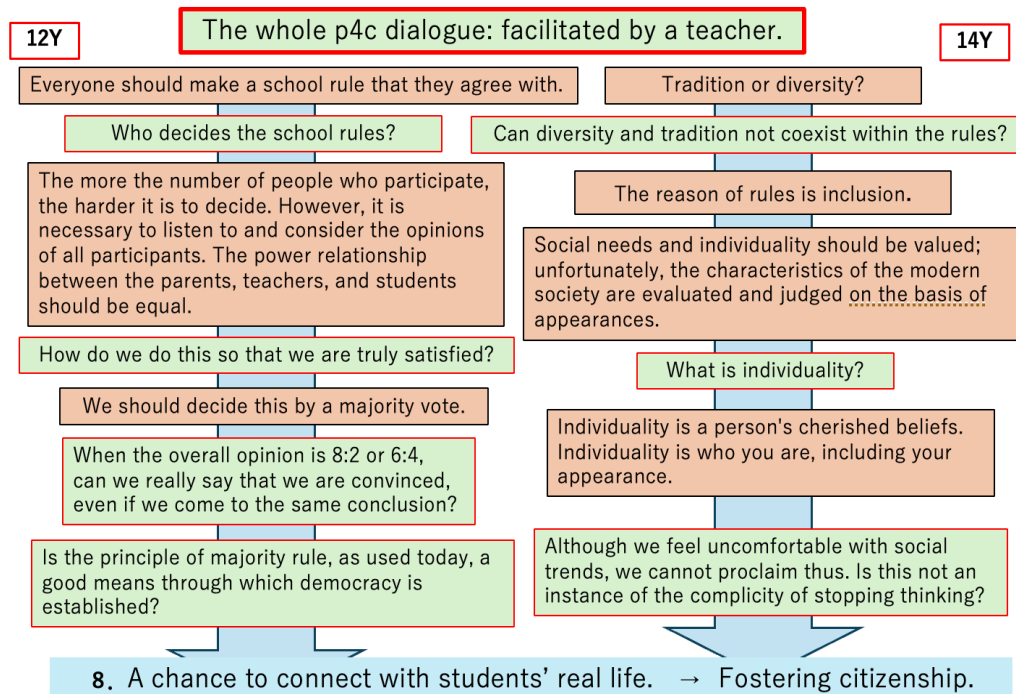 The whole p4c dialogue: facilitated by a teacher.
12Y
14Y
Everyone should make a school rule that they agree with.
Who decides the school rules?
The more the number of people who participate,
the harder it is to decide. However, it is
necessary to listen to and consider the opinions
of all participants. The power relationship
between the parents, teachers, and students
should be equal.
How do we do this so that we are truly satisfied?
We should decide this by a majority vote.
When the overall opinion is 8:2 or 6:4,
can we really say that we are convinced,
even if we come to the same conclusion?
Is the principle of majority rule, as used today, a
good means through which democracy is
established?
Tradition or diversity?
Can diversity and tradition not coexist within the rules?
The reason of rules is inclusion.
Social needs and individuality should be valued;
unfortunately, the characteristics of the modern
society are evaluated and judged on the basis of
appearances.
What is individuality?
Individuality is a person's cherished beliefs.
Individuality is who you are, including your
appearance.
Although we feel uncomfortable with social
trends, we cannot proclaim thus. Is this not an
instance of the complicity of stopping thinking?
8. A chance to connect with students’ real life. → Fostering citizenship.